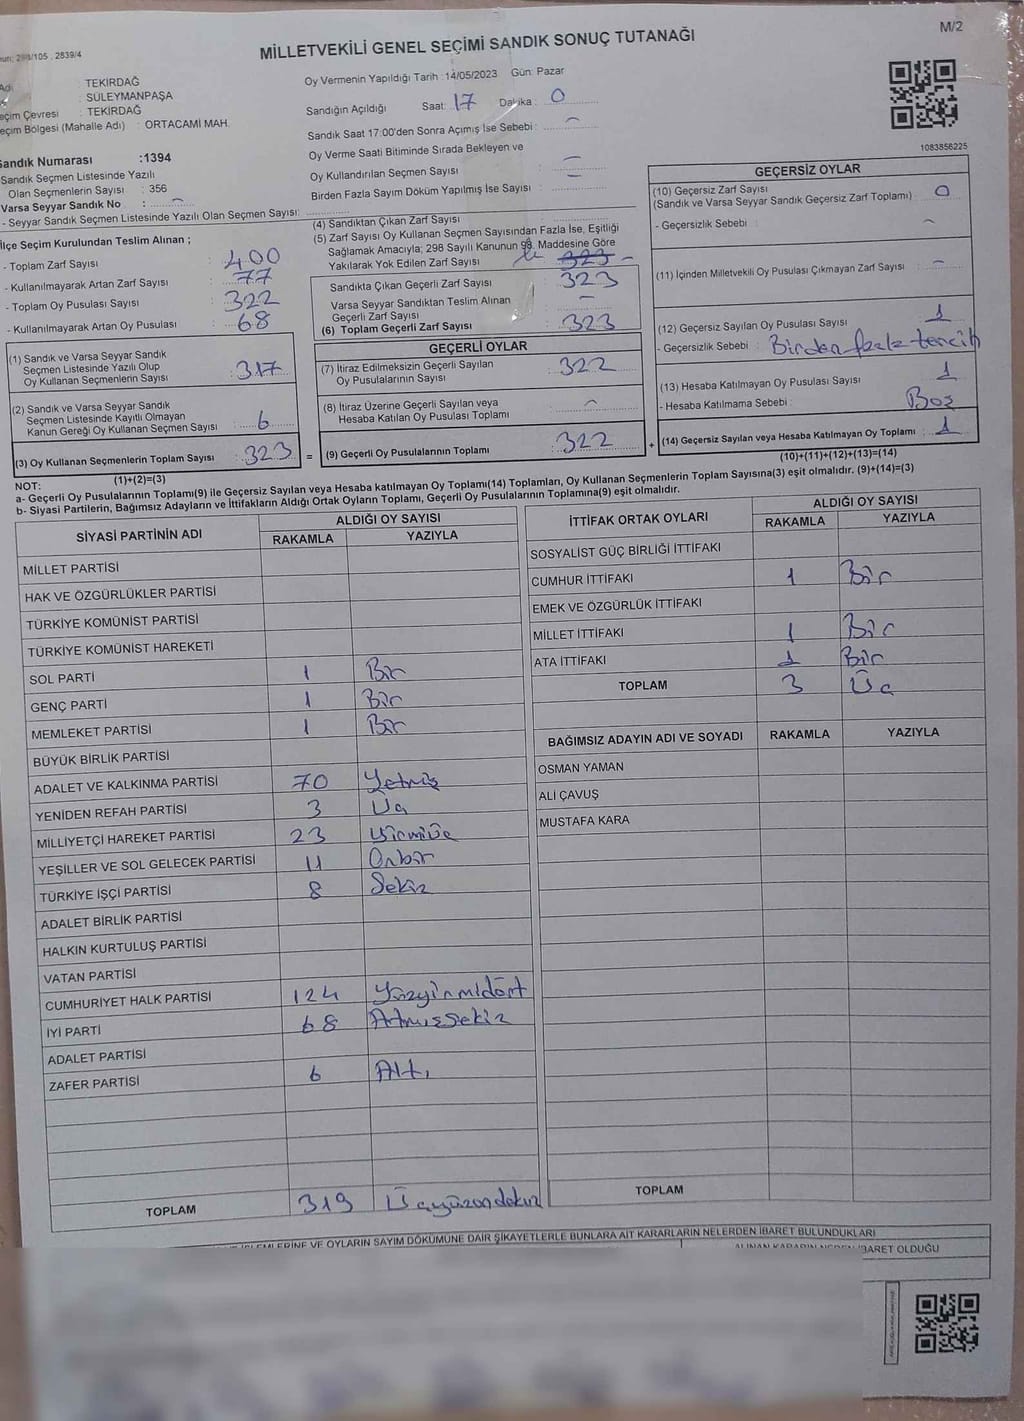 M/2
MİLLETVEKİLİ GENEL SEÇİMİ SANDIK SONUÇ TUTANAĞI
/105 , 2839/4
TEKİRDAĞ
SÜLEYMANPAŞA
eçim Çevresi : TEKİRDAĞ
eçim Bölgesi (Mahalle Adı) : ORTACAMİ MAH.
andık Numarası :1394
Sandık Seçmen Listesinde Yazılı
Olan Seçmenlerin Sayısı : 356
Varsa Seyyar Sandık No : -
- Seyyar Sandık Seçmen Listesinde Yazılı Olan Seçmen Sayısı:
Oy Vermenin Yapıldığı Tarih :14/05/2023 Gün: Pazar
Sandığın Açıldığı Saat: 17 Dakika : 0
Sandık Saat 17:00'den Sonra Açımış İse Sebebi : -
Oy Verme Saati Bitiminde Sırada Bekleyen ve
Oy Kullandırılan Seçmen Sayısı : -
Birden Fazla Sayım Döküm Yapılmış İse Sayısı : -
1083856225
İlçe Seçim Kurulundan Teslim Alınan ;
- Toplam Zarf Sayısı : 400
- Kullanılmayarak Artan Zarf Sayısı : 77
- Toplam Oy Pusulası Sayısı : 322
- Kullanılmayarak Artan Oy Pusulası : 68
(1) Sandık ve Varsa Seyyar Sandık
Seçmen Listesinde Yazılı Olup
Oy Kullanan Seçmenlerin Sayısı : 317
(2) Sandık ve Varsa Seyyar Sandık
Seçmen Listesinde Kayıtlı Olmayan
Kanun Gereği Oy Kullanan Seçmen Sayısı : 6
(3) Oy Kullanan Seçmenlerin Toplam Sayısı : 323 =
(1)+(2)=(3)
(4) Sandıktan Çıkan Zarf Sayısı
(5) Zarf Sayısı Oy Kullanan Seçmen Sayısından Fazla İse, Eşitliği
Sağlamak Amacıyla; 298 Sayılı Kanunun 98. Maddesine Göre
Yakılarak Yok Edilen Zarf Sayısı 323 -
Sandıkta Çıkan Geçerli Zarf Sayısı : 323
Varsa Seyyar Sandıktan Teslim Alınan
Geçerli Zarf Sayısı : -
(6) Toplam Geçerli Zarf Sayısı : 323
GEÇERLİ OYLAR
(7) İtiraz Edilmeksizin Geçerli Sayılan
Oy Pusulalarının Sayısı : 322
(8) İtiraz Üzerine Geçerli Sayılan veya
Hesaba Katılan Oy Pusulası Toplamı : -
(9) Geçerli Oy Pusulalarının Toplamı : 322 +
GEÇERSİZ OYLAR
(10) Geçersiz Zarf Sayısı
(Sandık ve Varsa Seyyar Sandık Geçersiz Zarf Toplamı) : 0
- Geçersizlik Sebebi : -
(11) İçinden Milletvekili Oy Pusulası Çıkmayan Zarf Sayısı : -
(12) Geçersiz Sayılan Oy Pusulası Sayısı : 1
- Geçersizlik Sebebi : Birden fazla tercih
(13) Hesaba Katılmayan Oy Pusulası Sayısı : 1
- Hesaba Katılmama Sebebi : Boş
(14) Geçersiz Sayılan veya Hesaba Katılmayan Oy Toplamı : 1
(10)+(11)+(12)+(13)=(14)
NOT:
a- Geçerli Oy Pusulalarının Toplamı(9) ile Geçersiz Sayılan veya Hesaba katılmayan Oy Toplamı(14) Toplamları, Oy Kullanan Seçmenlerin Toplam Sayısına(3) eşit olmalıdır. (9)+(14)=(3)
b- Siyasi Partilerin, Bağımsız Adayların ve İttifakların Aldığı Ortak Oyların Toplamı, Geçerli Oy Pusulalarının Toplamına(9) eşit olmalıdır.
SİYASİ PARTİNİN ADI ALDIĞI OY SAYISI
RAKAMLA YAZIYLA
MİLLET PARTİSİ
HAK VE ÖZGÜRLÜKLER PARTİSİ
TÜRKİYE KOMÜNİST PARTİSİ
TÜRKİYE KOMÜNİST HAREKETİ
SOL PARTİ 1 Bir
GENÇ PARTİ 1 Bir
MEMLEKET PARTİSİ 1 Bir
BÜYÜK BİRLİK PARTİSİ
ADALET VE KALKINMA PARTİSİ 70 Yetmiş
YENİDEN REFAH PARTİSİ 3 Üç
MİLLİYETÇİ HAREKET PARTİSİ 23 Yirmiüç
YEŞİLLER VE SOL GELECEK PARTİSİ 11 Onbir
TÜRKİYE İŞÇİ PARTİSİ 8 Sekiz
ADALET BİRLİK PARTİSİ
HALKIN KURTULUŞ PARTİSİ
VATAN PARTİSİ
CUMHURİYET HALK PARTİSİ 124 Yüzyirmidört
İYİ PARTİ 68 Atmışsekiz
ADALET PARTİSİ
ZAFER PARTİSİ 6 Altı
TOPLAM 319 Üçyüzondokuz
İTTİFAK ORTAK OYLARI ALDIĞI OY SAYISI
RAKAMLA YAZIYLA
SOSYALİST GÜÇ BİRLİĞİ İTTİFAKI
CUMHUR İTTİFAKI 1 Bir
EMEK VE ÖZGÜRLÜK İTTİFAKI
MİLLET İTTİFAKI 1 Bir
ATA İTTİFAKI 1 Bir
TOPLAM 3 Üç
BAĞIMSIZ ADAYIN ADI VE SOYADI RAKAMLA YAZIYLA
OSMAN YAMAN
ALİ ÇAVUŞ
MUSTAFA KARA
TOPLAM
İŞLEMLERİNE VE OYLARIN SAYIM DÖKÜMÜNE DAİR ŞİKAYETLERLE BUNLARA AİT KARARLARIN NELERDEN İBARET BULUNDUKLARI
ALINAN KARARIN NEDEN İBARET OLDUĞU